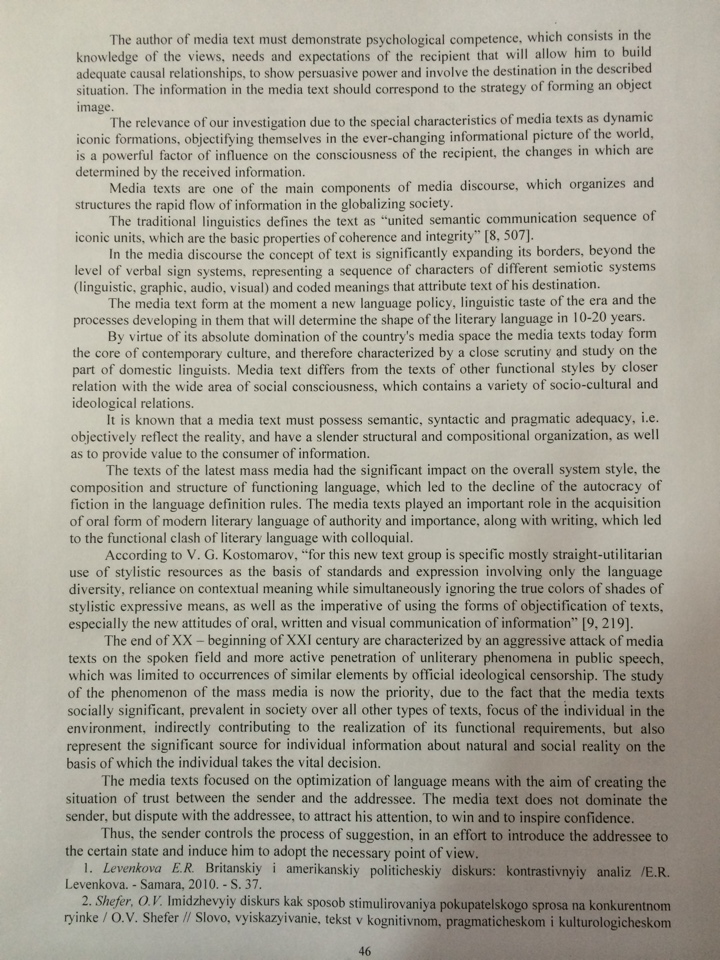 The author of media text must demonstrate psychological competence, which consists in the
knowledge of the views, needs and expectations of the recipient that will allow him to build
adequate causal relationships, to show persuasive power and involve the destination in the described
situation. The information in the media text should correspond to the strategy of forming an object
image.
The relevance of our investigation due to the special characteristics of media texts as dynamic
iconic formations, objectifying themselves in the ever-changing informational picture of the world,
is a powerful factor of influence on the consciousness of the recipient, the changes in which are
determined by the received information.
Media texts are one of the main components of media discourse, which organizes and
structures the rapid flow of information in the globalizing society.
The traditional linguistics defines the text as “united semantic communication sequence of
iconic units, which are the basic properties of coherence and integrity” [8, 507].
In the media discourse the concept of text is significantly expanding its borders, beyond the
level of verbal sign systems, representing a sequence of characters of different semiotic systems
(linguistic, graphic, audio, visual) and coded meanings that attribute text of his destination.
The media text form at the moment a new language policy, linguistic taste of the era and the
processes developing in them that will determine the shape of the literary language in 10-20 years.
By virtue of its absolute domination of the country's media space the media texts today form
the core of contemporary culture, and therefore characterized by a close scrutiny and study on the
part of domestic linguists. Media text differs from the texts of other functional styles by closer
relation with the wide area of social consciousness, which contains a variety of socio-cultural and
ideological relations.
It is known that a media text must possess semantic, syntactic and pragmatic adequacy, i.e.
objectively reflect the reality, and have a slender structural and compositional organization, as well
as to provide value to the consumer of information.
The texts of the latest mass media had the significant impact on the overall system style, the
composition and structure of functioning language, which led to the decline of the autocracy of
fiction in the language definition rules. The media texts played an important role in the acquisition
of oral form of modern literary language of authority and importance, along with writing, which led
to the functional clash of literary language with colloquial.
According to V. G. Kostomarov, “for this new text group is specific mostly straight-utilitarian
use of stylistic resources as the basis of standards and expression involving only the language
diversity, reliance on contextual meaning while simultaneously ignoring the true colors of shades of
stylistic expressive means, as well as the imperative of using the forms of objectification of texts,
especially the new attitudes of oral, written and visual communication of information” [9, 219].
The end of XX – beginning of XXI century are characterized by an aggressive attack of media
texts on the spoken field and more active penetration of unliterary phenomena in public speech,
which was limited to occurrences of similar elements by official ideological censorship. The study
of the phenomenon of the mass media is now the priority, due to the fact that the media texts
socially significant, prevalent in society over all other types of texts, focus of the individual in the
environment, indirectly contributing to the realization of its functional requirements, but also
represent the significant source for individual information about natural and social reality on the
basis of which the individual takes the vital decision.
The media texts focused on the optimization of language means with the aim of creating the
situation of trust between the sender and the addressee. The media text does not dominate the
sender, but dispute with the addressee, to attract his attention, to win and to inspire confidence.
Thus, the sender controls the process of suggestion, in an effort to introduce the addressee to
the certain state and induce him to adopt the necessary point of view.
1. Levenkova E.R. Britanskiy i amerikanskiy politicheskiy diskurs: kontrastivnyiy analiz /E.R.
Levenkova. - Samara, 2010. - S. 37.
2. Shefer, O.V. Imidzhevyiy diskurs kak sposob stimulirovaniya pokupatelskogo sprosa na konkurentnom
ryinke / O.V. Shefer // Slovo, vyiskazyivanie, tekst v kognitivnom, pragmaticheskom i kulturologicheskom
46